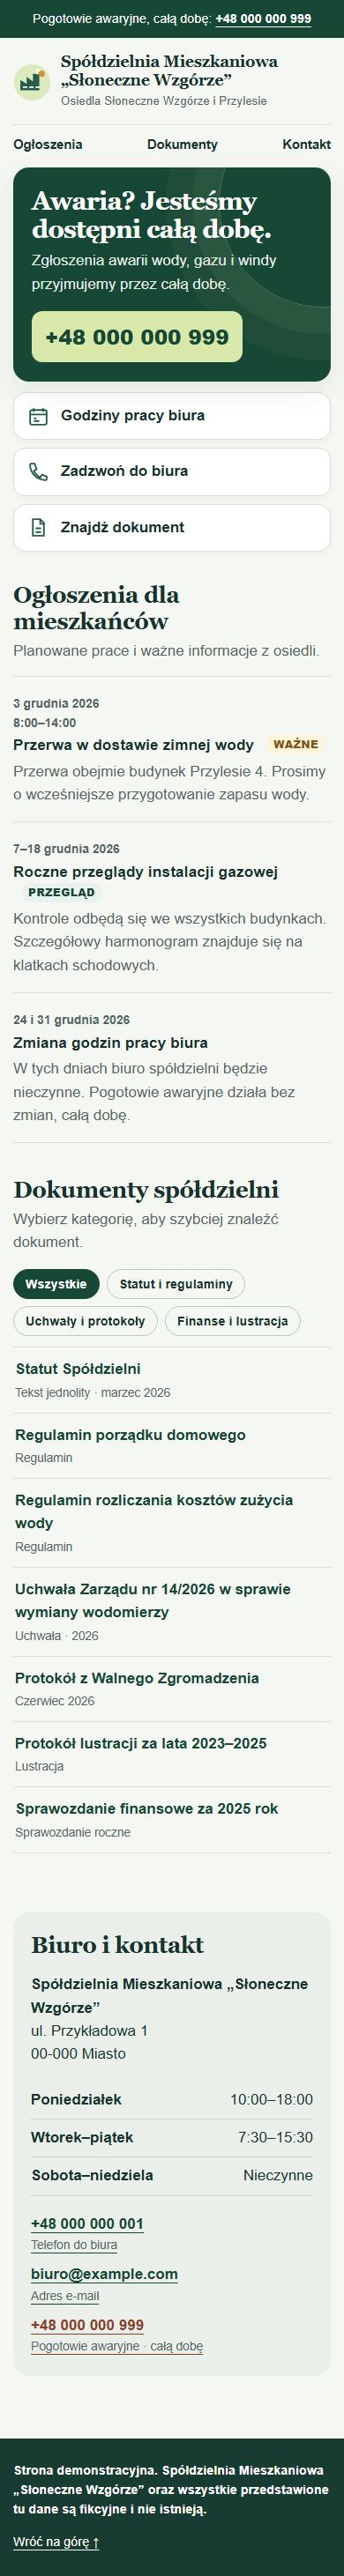 Pogotowie awaryjne, całą dobę: +48 000 000 999
Spółdzielnia Mieszkaniowa
„Słoneczne Wzgórze”
Osiedla Słoneczne Wzgórze i Przylesie
Ogłoszenia Dokumenty Kontakt
Awaria? Jesteśmy
dostępni całą dobę.
Zgłoszenia awarii wody, gazu i windy
przyjmujemy przez całą dobę.
+48 000 000 999
Godziny pracy biura
Zadzwoń do biura
Znajdź dokument
Ogłoszenia dla
mieszkańców
Planowane prace i ważne informacje z osiedli.
3 grudnia 2026
8:00–14:00
Przerwa w dostawie zimnej wody WAŻNE
Przerwa obejmie budynek Przylesie 4. Prosimy
o wcześniejsze przygotowanie zapasu wody.
7–18 grudnia 2026
Roczne przeglądy instalacji gazowej
PRZEGLĄD
Kontrole odbędą się we wszystkich budynkach.
Szczegółowy harmonogram znajduje się na
klatkach schodowych.
24 i 31 grudnia 2026
Zmiana godzin pracy biura
W tych dniach biuro spółdzielni będzie
nieczynne. Pogotowie awaryjne działa bez
zmian, całą dobę.
Dokumenty spółdzielni
Wybierz kategorię, aby szybciej znaleźć
dokument.
Wszystkie Statut i regulaminy
Uchwały i protokoły Finanse i lustracja
Statut Spółdzielni
Tekst jednolity · marzec 2026
Regulamin porządku domowego
Regulamin
Regulamin rozliczania kosztów zużycia
wody
Regulamin
Uchwała Zarządu nr 14/2026 w sprawie
wymiany wodomierzy
Uchwała · 2026
Protokół z Walnego Zgromadzenia
Czerwiec 2026
Protokół lustracji za lata 2023–2025
Lustracja
Sprawozdanie finansowe za 2025 rok
Sprawozdanie roczne
Biuro i kontakt
Spółdzielnia Mieszkaniowa „Słoneczne
Wzgórze”
ul. Przykładowa 1
00-000 Miasto
Poniedziałek 10:00–18:00
Wtorek–piątek 7:30–15:30
Sobota–niedziela Nieczynne
+48 000 000 001
Telefon do biura
biuro@example.com
Adres e-mail
+48 000 000 999
Pogotowie awaryjne · całą dobę
Strona demonstracyjna. Spółdzielnia Mieszkaniowa
„Słoneczne Wzgórze” oraz wszystkie przedstawione
tu dane są fikcyjne i nie istnieją.
Wróć na górę ↑